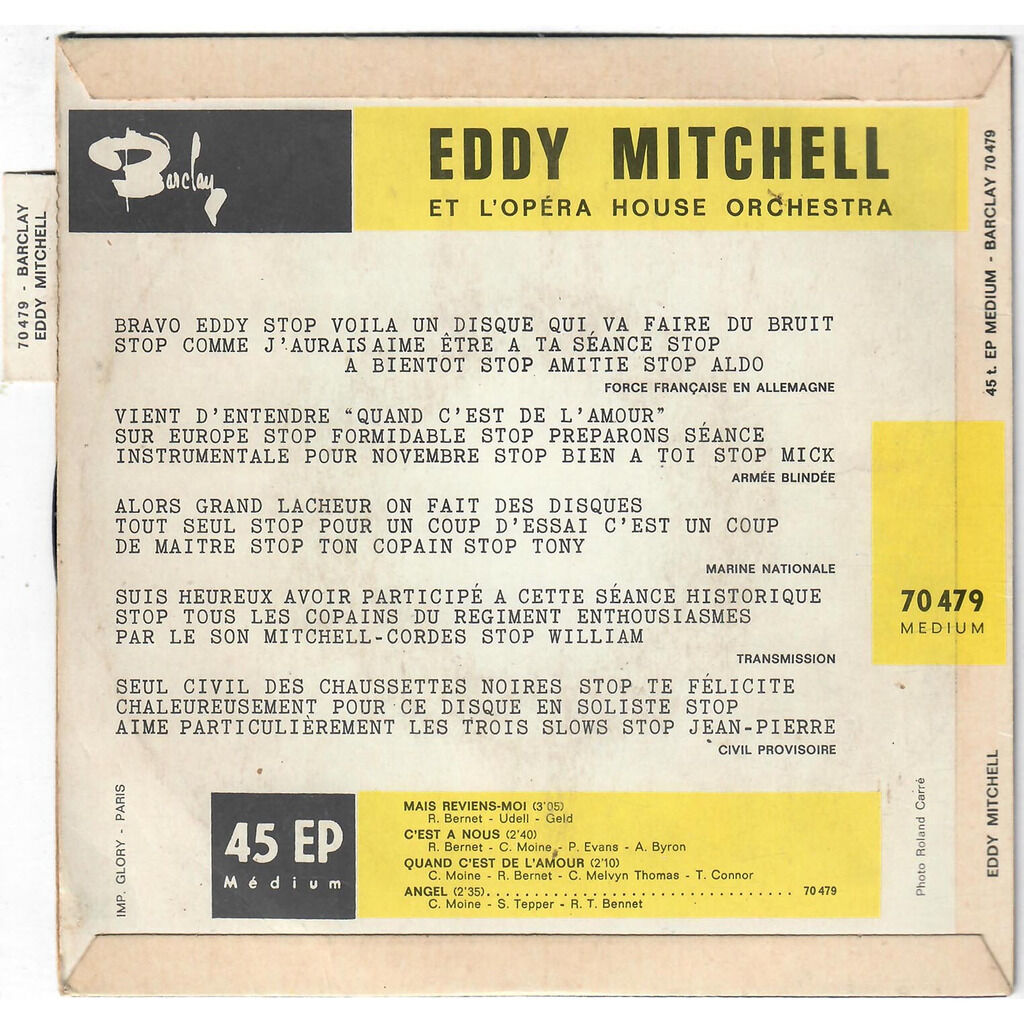 Barclay
EDDY MITCHELL
ET L'OPÉRA HOUSE ORCHESTRA
70479 - BARCLAY
EDDY MITCHELL
45 t. EP MEDIUM - BARCLAY 70479
BRAVO EDDY STOP VOILA UN DISQUE QUI VA FAIRE DU BRUIT
STOP COMME J'AURAIS AIME ÊTRE A TA SÉANCE STOP
A BIENTOT STOP AMITIE STOP ALDO
FORCE FRANÇAISE EN ALLEMAGNE
VIENT D'ENTENDRE "QUAND C'EST DE L'AMOUR"
SUR EUROPE STOP FORMIDABLE STOP PREPARONS SÉANCE
INSTRUMENTALE POUR NOVEMBRE STOP BIEN A TOI STOP MICK
ARMÉE BLINDÉE
ALORS GRAND LACHEUR ON FAIT DES DISQUES
TOUT SEUL STOP POUR UN COUP D'ESSAI C'EST UN COUP
DE MAITRE STOP TON COPAIN STOP TONY
MARINE NATIONALE
SUIS HEUREUX AVOIR PARTICIPÉ A CETTE SÉANCE HISTORIQUE
STOP TOUS LES COPAINS DU REGIMENT ENTHOUSIASMES
PAR LE SON MITCHELL-CORDES STOP WILLIAM
TRANSMISSION
SEUL CIVIL DES CHAUSSETTES NOIRES STOP TE FÉLICITE
CHALEUREUSEMENT POUR CE DISQUE EN SOLISTE STOP
AIME PARTICULIÈREMENT LES TROIS SLOWS STOP JEAN-PIERRE
CIVIL PROVISOIRE
70 479
MEDIUM
IMP. GLORY - PARIS
45 EP
Médium
MAIS REVIENS-MOI (3'05)
R. Bernet - Udell - Geld
C'EST A NOUS (2'40)
R. Bernet - C. Moine - P. Evans - A. Byron
QUAND C'EST DE L'AMOUR (2'10)
C. Moine - R. Bernet - C. Melvyn Thomas - T. Connor
ANGEL (2'35)................................ 70479
C. Moine - S. Tepper - R. T. Bennet
Photo Roland Carré
EDDY MITCHELL